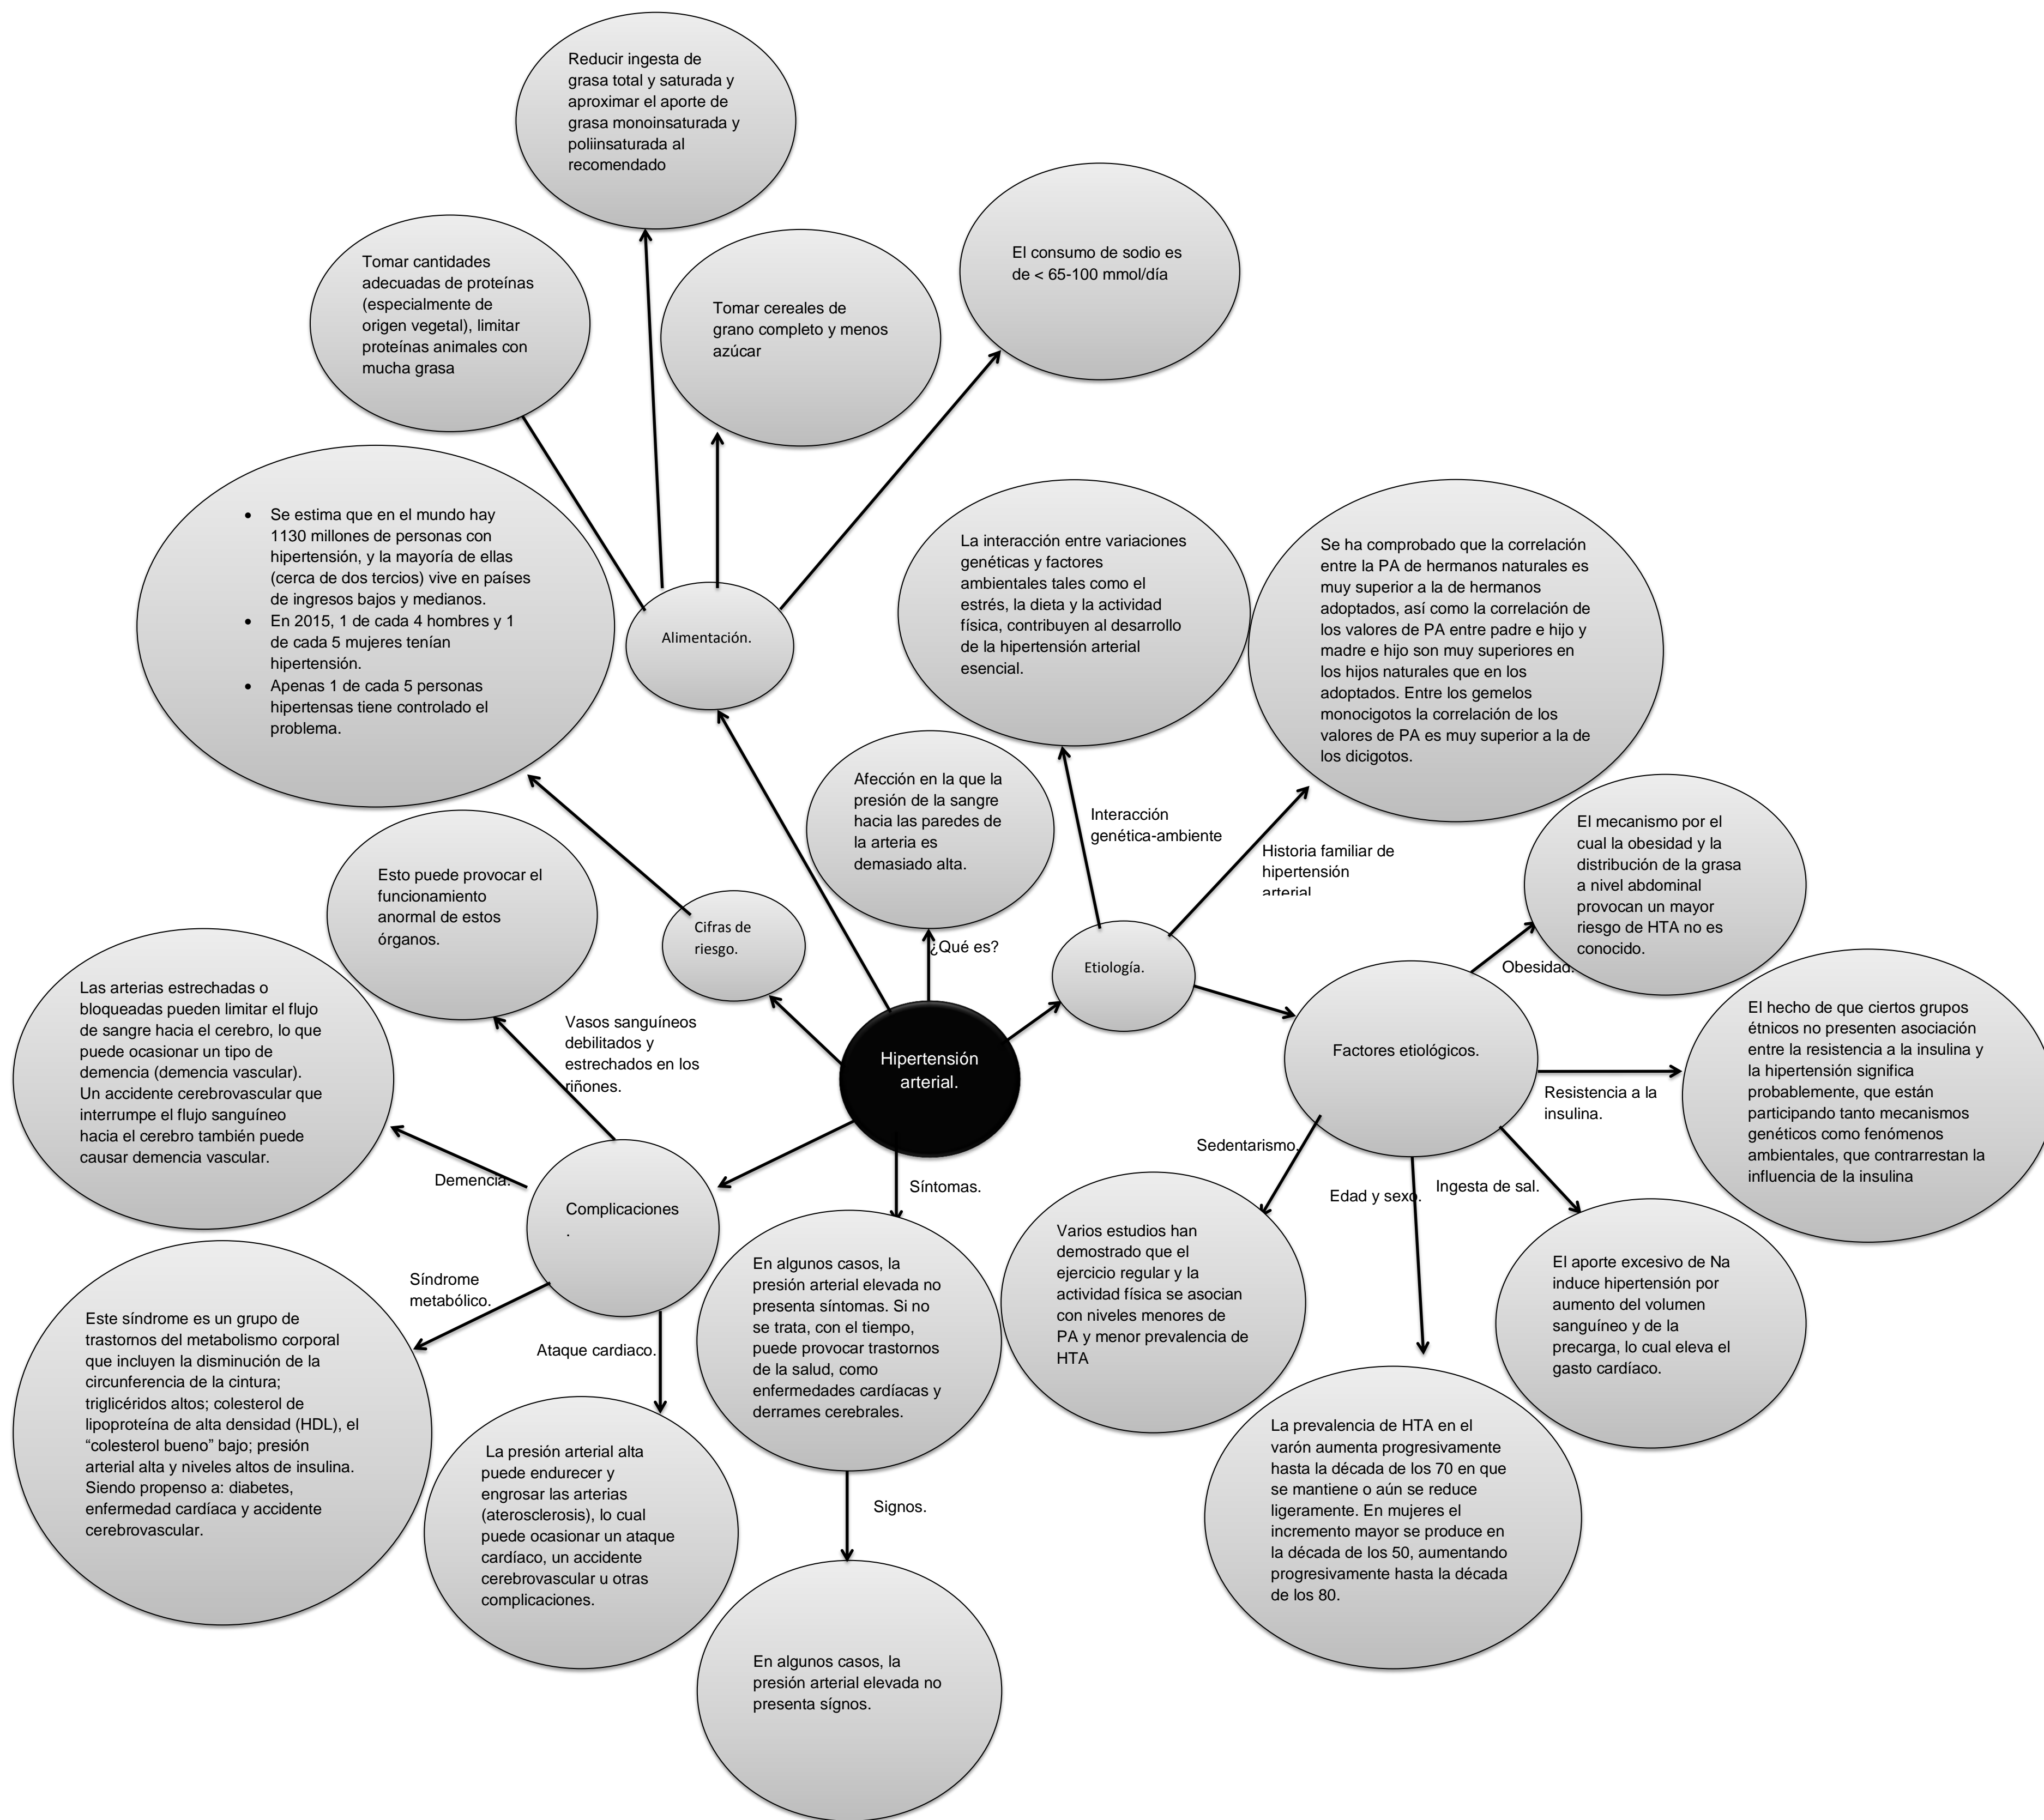 Reducir ingesta de
grasa total y saturada y
aproximar el aporte de
grasa monoinsaturada y
poliinsaturada al
recomendado
Tomar cantidades
adecuadas de proteínas
(especialmente de
origen vegetal), limitar
proteínas animales con
mucha grasa
Tomar cereales de
grano completo y menos
azúcar
El consumo de sodio es
de < 65-100 mmol/día
• Se estima que en el mundo hay
1130 millones de personas con
hipertensión, y la mayoría de ellas
(cerca de dos tercios) vive en países
de ingresos bajos y medianos.
• En 2015, 1 de cada 4 hombres y 1
de cada 5 mujeres tenían
hipertensión.
• Apenas 1 de cada 5 personas
hipertensas tiene controlado el
problema.
Alimentación.
La interacción entre variaciones
genéticas y factores
ambientales tales como el
estrés, la dieta y la actividad
física, contribuyen al desarrollo
de la hipertensión arterial
esencial.
Se ha comprobado que la correlación
entre la PA de hermanos naturales es
muy superior a la de hermanos
adoptados, así como la correlación de
los valores de PA entre padre e hijo y
madre e hijo son muy superiores en
los hijos naturales que en los
adoptados. Entre los gemelos
monocigotos la correlación de los
valores de PA es muy superior a la de
los dicigotos.
Afección en la que la
presión de la sangre
hacia las paredes de
la arteria es
demasiado alta.
Interacción
genética-ambiente
Historia familiar de
hipertensión
arterial
El mecanismo por el
cual la obesidad y la
distribución de la grasa
a nivel abdominal
provocan un mayor
riesgo de HTA no es
conocido.
Esto puede provocar el
funcionamiento
anormal de estos
órganos.
Cifras de
riesgo.
¿Qué es?
Etiología.
Obesidad.
Las arterias estrechadas o
bloqueadas pueden limitar el flujo
de sangre hacia el cerebro, lo que
puede ocasionar un tipo de
demencia (demencia vascular).
Un accidente cerebrovascular que
interrumpe el flujo sanguíneo
hacia el cerebro también puede
causar demencia vascular.
Vasos sanguíneos
debilitados y
estrechados en los
riñones.
Hipertensión
arterial.
Factores etiológicos.
El hecho de que ciertos grupos
étnicos no presenten asociación
entre la resistencia a la insulina y
la hipertensión significa
probablemente, que están
participando tanto mecanismos
genéticos como fenómenos
ambientales, que contrarrestan la
influencia de la insulina
Resistencia a la
insulina.
Sedentarismo.
Demencia.
Complicaciones
.
Síntomas.
Edad y sexo.
Ingesta de sal.
Varios estudios han
demostrado que el
ejercicio regular y la
actividad física se asocian
con niveles menores de
PA y menor prevalencia de
HTA
El aporte excesivo de Na
induce hipertensión por
aumento del volumen
sanguíneo y de la
precarga, lo cual eleva el
gasto cardíaco.
En algunos casos, la
presión arterial elevada no
presenta síntomas. Si no
se trata, con el tiempo,
puede provocar trastornos
de la salud, como
enfermedades cardíacas y
derrames cerebrales.
Síndrome
metabólico.
Este síndrome es un grupo de
trastornos del metabolismo corporal
que incluyen la disminución de la
circunferencia de la cintura;
triglicéridos altos; colesterol de
lipoproteína de alta densidad (HDL), el
“colesterol bueno” bajo; presión
arterial alta y niveles altos de insulina.
Siendo propenso a: diabetes,
enfermedad cardíaca y accidente
cerebrovascular.
Ataque cardiaco.
La presión arterial alta
puede endurecer y
engrosar las arterias
(aterosclerosis), lo cual
puede ocasionar un ataque
cardíaco, un accidente
cerebrovascular u otras
complicaciones.
La prevalencia de HTA en el
varón aumenta progresivamente
hasta la década de los 70 en que
se mantiene o aún se reduce
ligeramente. En mujeres el
incremento mayor se produce en
la década de los 50, aumentando
progresivamente hasta la década
de los 80.
Signos.
En algunos casos, la
presión arterial elevada no
presenta sígnos.